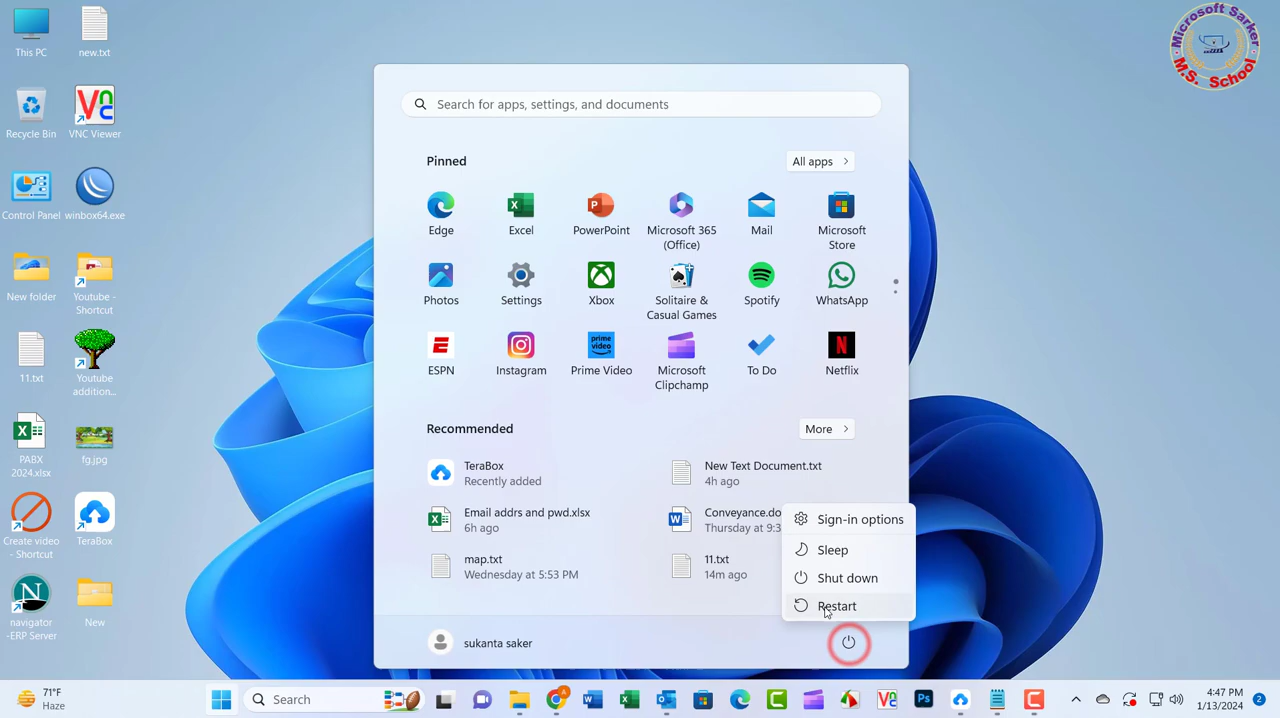 This PC
new.txt
Recycle Bin
VNC Viewer
Control Panel
winbox64.exe
New folder
Youtube -
Shortcut
11.txt
Youtube
addition...
PABX
2024.xlsx
fg.jpg
Create video
- Shortcut
TeraBox
navigator
-ERP Server
New
Microsoft Sarker
M.S. School
Search for apps, settings, and documents
Pinned
All apps
Edge
Excel
PowerPoint
Microsoft 365
(Office)
Mail
Microsoft
Store
Photos
Settings
Xbox
Solitaire &
Casual Games
Spotify
WhatsApp
ESPN
Instagram
prime
video
Prime Video
Microsoft
Clipchamp
To Do
Netflix
Recommended
More
TeraBox
Recently added
New Text Document.txt
4h ago
Email addrs and pwd.xlsx
6h ago
Conveyance.do
Thursday at 9:3
map.txt
Wednesday at 5:53 PM
11.txt
14m ago
Sign-in options
Sleep
Shut down
Restart
sukanta saker
71°F
Haze
Search
4:47 PM
1/13/2024
2